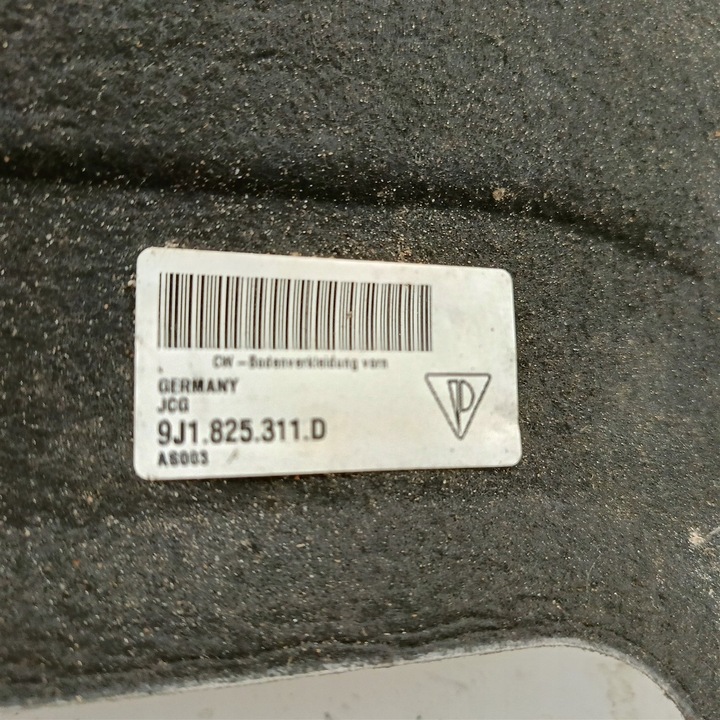 CW-Bodenverkleidung vorn
GERMANY
JCG
9J1.825.311.D
AS003